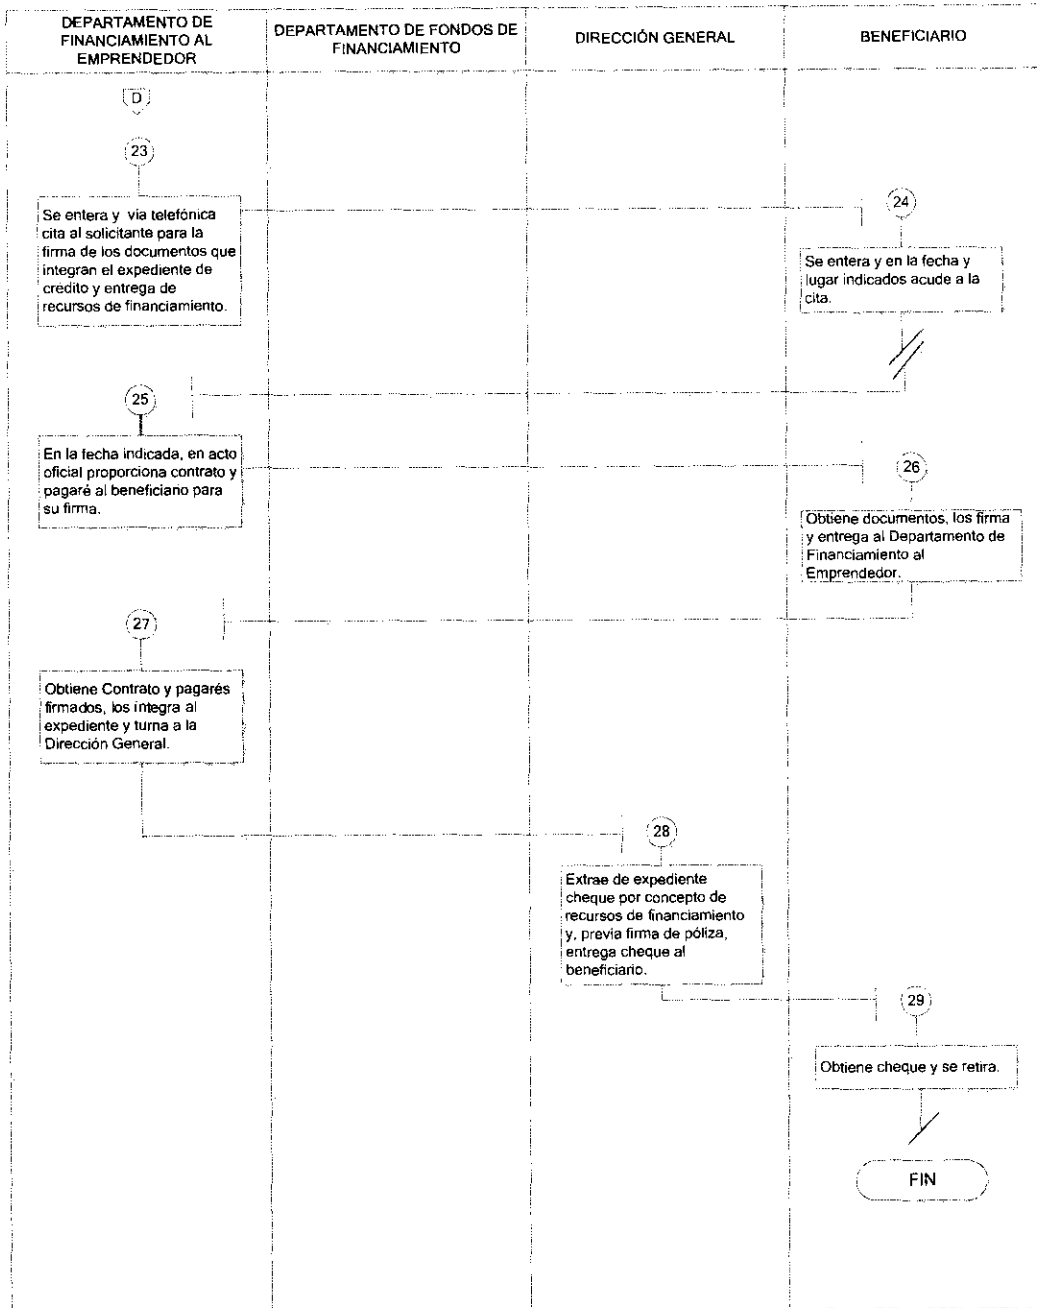 DEPARTAMENTO DE
FINANCIAMIENTO AL
EMPRENDEDOR
DEPARTAMENTO DE FONDOS DE
FINANCIAMIENTO
DIRECCIÓN GENERAL
BENEFICIARIO
D
23
Se entera y vía telefónica
cita al solicitante para la
firma de los documentos que
integran el expediente de
crédito y entrega de
recursos de financiamiento.
24
Se entera y en la fecha y
lugar indicados acude a la
cita.
25
En la fecha indicada, en acto
oficial proporciona contrato y
pagaré al beneficiario para
su firma.
26
Obtiene documentos, los firma
y entrega al Departamento de
Financiamiento al
Emprendedor.
27
Obtiene Contrato y pagarés
firmados, los integra al
expediente y turna a la
Dirección General.
28
Extrae de expediente
cheque por concepto de
recursos de financiamiento
y, previa firma de póliza,
entrega cheque al
beneficiario.
29
Obtiene cheque y se retira.
FIN